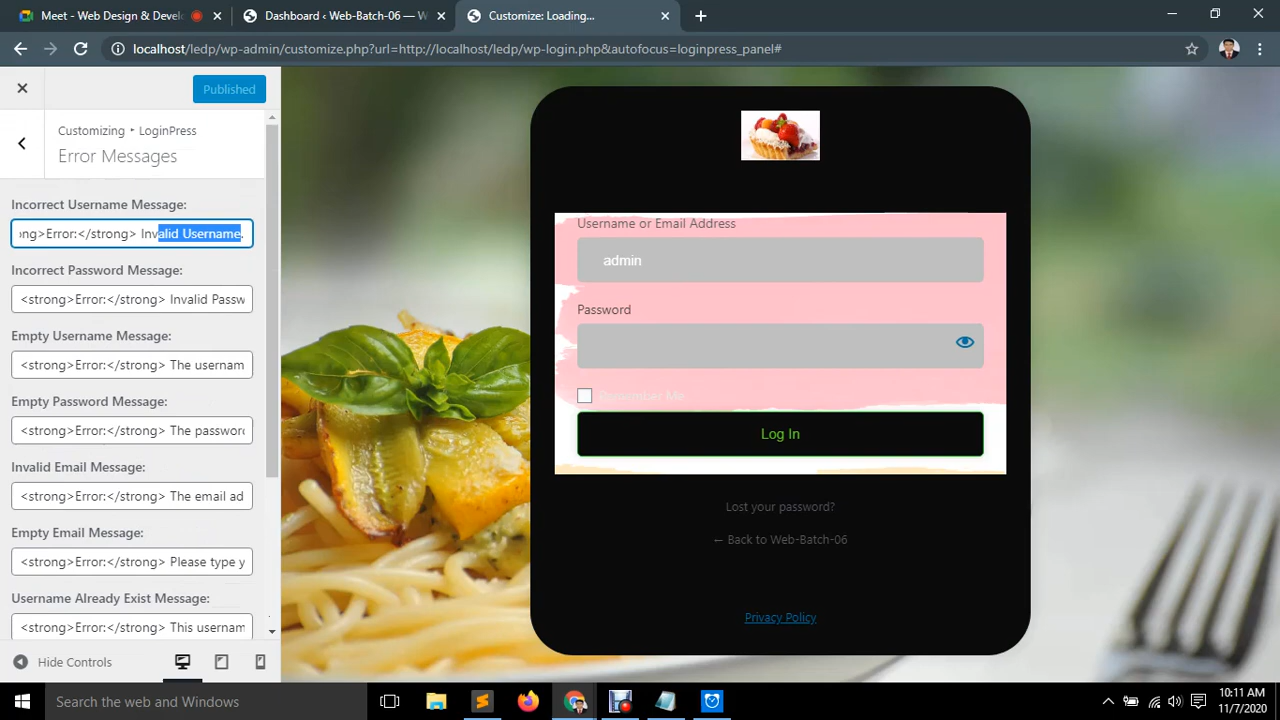 Meet - Web Design & Devel
Dashboard ‹ Web-Batch-06 — W
Customize: Loading...
localhost/ledp/wp-admin/customize.php?url=http://localhost/ledp/wp-login.php&autofocus=loginpress_panel#
Published
Customizing ▸ LoginPress
Error Messages
Incorrect Username Message:
ong>Error:</strong> Invalid Username.
Incorrect Password Message:
<strong>Error:</strong> Invalid Passw
Empty Username Message:
<strong>Error:</strong> The usernam
Empty Password Message:
<strong>Error:</strong> The password
Invalid Email Message:
<strong>Error:</strong> The email ad
Empty Email Message:
<strong>Error:</strong> Please type y
Username Already Exist Message:
<strong>Error:</strong> This usernam
Hide Controls
Username or Email Address
admin
Password
Remember Me
Log In
Lost your password?
← Back to Web-Batch-06
Privacy Policy
Search the web and Windows
10:11 AM
11/7/2020